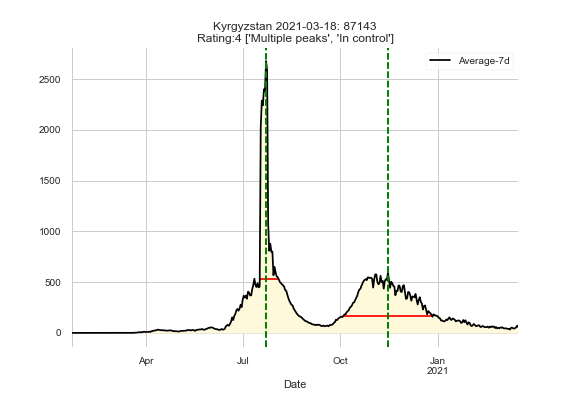 Kyrgyzstan 2021-03-18: 87143
Rating:4 ['Multiple peaks', 'In control']
Average-7d
2500
2000
1500
1000
500
0
Apr
Jul
Oct
Jan
2021
Date